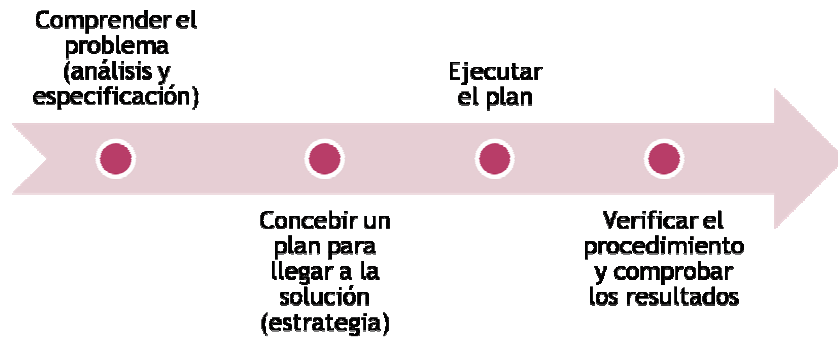 Comprender el
problema
(análisis y
especificación)
Concebir un
plan para
llegar a la
solución
(estrategia)
Ejecutar
el plan
Verificar el
procedimiento
y comprobar
los resultados